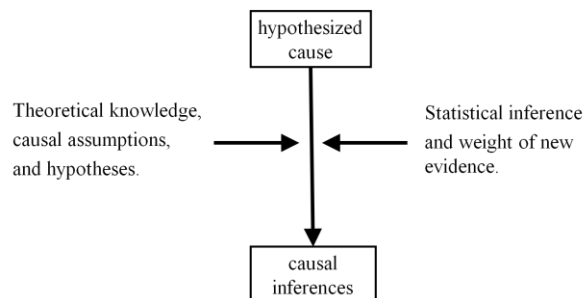 hypothesized
cause
Theoretical knowledge,
causal assumptions,
and hypotheses.
Statistical inference
and weight of new
evidence.
causal
inferences